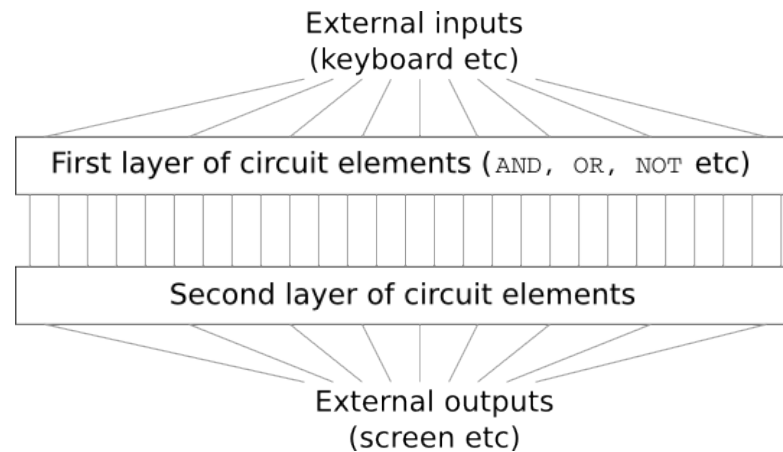 External inputs
(keyboard etc)
First layer of circuit elements (AND, OR, NOT etc)
Second layer of circuit elements
External outputs
(screen etc)